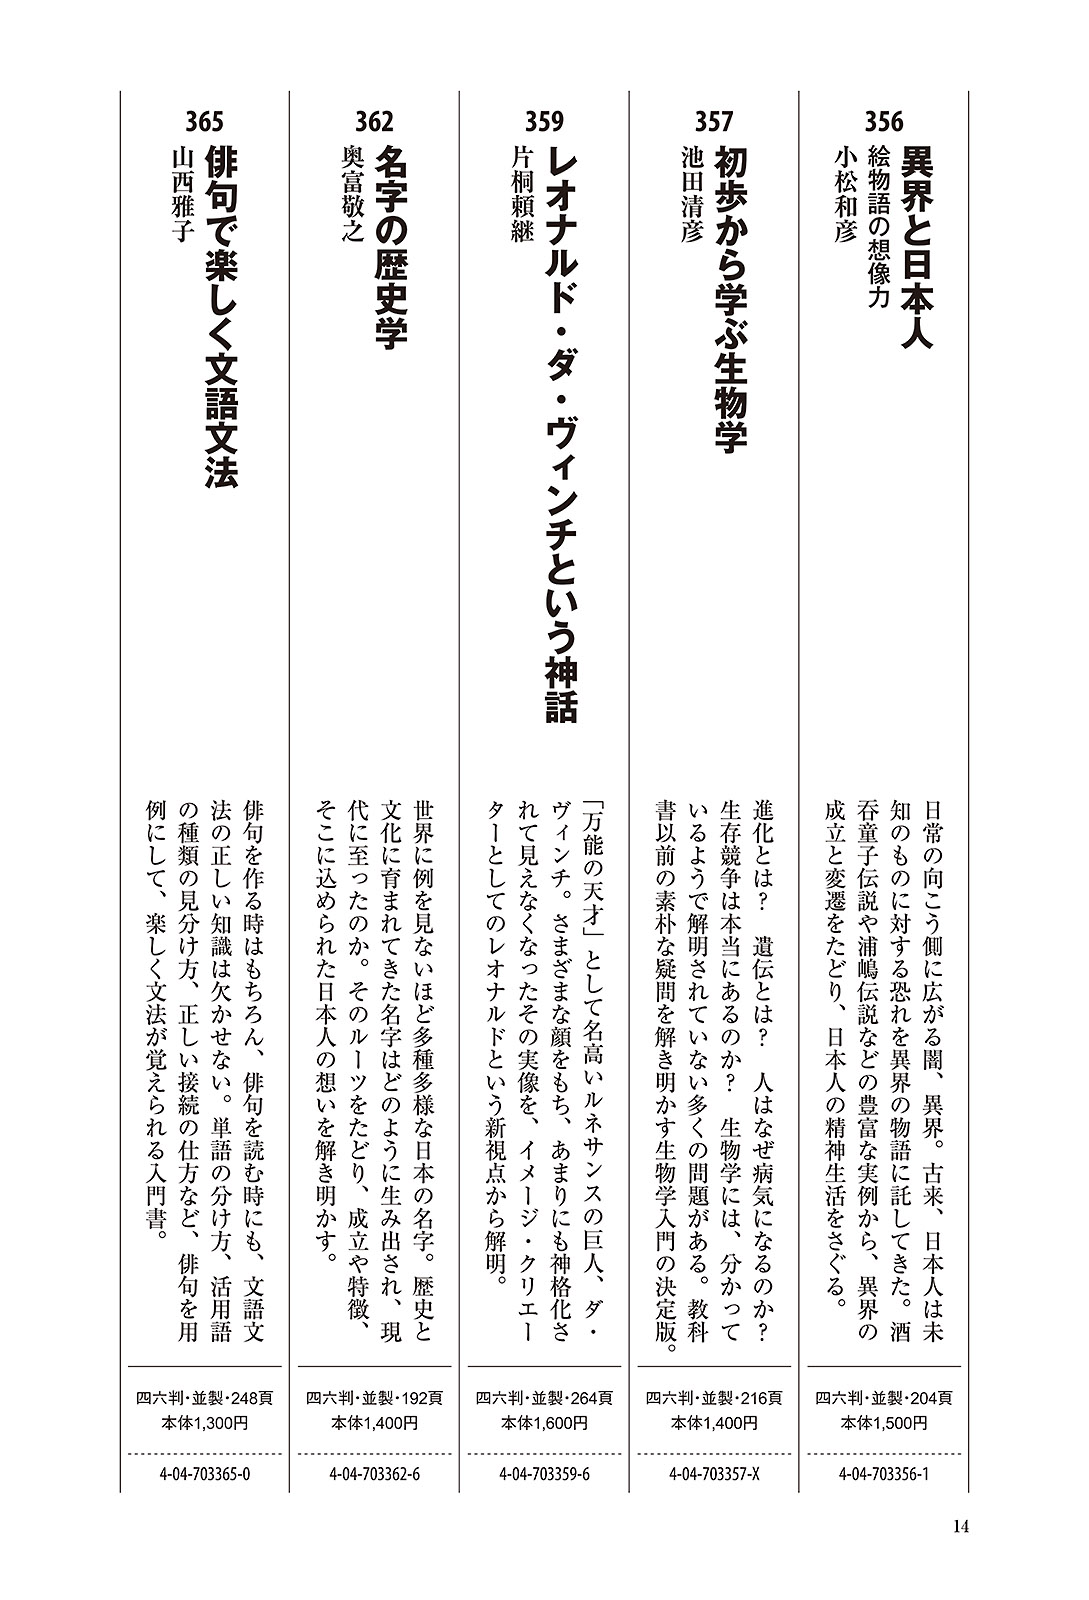 356
異界と日本人
絵物語の想像力
小松和彦
日常の向こう側に広がる闇、異界。古来、日本人は未
知のものに対する恐れを異界の物語に託してきた。酒
呑童子伝説や浦嶋伝説などの豊富な実例から、異界の
成立と変遷をたどり、日本人の精神生活をさぐる。
四六判・並製・204頁
本体1,500円
4-04-703356-1
357
初歩から学ぶ生物学
池田清彦
進化とは？　遺伝とは？　人はなぜ病気になるのか？
生存競争は本当にあるのか？　生物学には、分かって
いるようで解明されていない多くの問題がある。教科
書以前の素朴な疑問を解き明かす生物学入門の決定版。
四六判・並製・216頁
本体1,400円
4-04-703357-X
359
レオナルド・ダ・ヴィンチという神話
片桐頼継
「万能の天才」として名高いルネサンスの巨人、ダ・
ヴィンチ。さまざまな顔をもち、あまりにも神格化さ
れて見えなくなったその実像を、イメージ・クリエー
ターとしてのレオナルドという新視点から解明。
四六判・並製・264頁
本体1,600円
4-04-703359-6
362
名字の歴史学
奥富敬之
世界に例を見ないほど多種多様な日本の名字。歴史と
文化に育まれてきた名字はどのように生み出され、現
代に至ったのか。そのルーツをたどり、成立や特徴、
そこに込められた日本人の想いを解き明かす。
四六判・並製・192頁
本体1,400円
4-04-703362-6
365
俳句で楽しく文語文法
山西雅子
俳句を作る時はもちろん、俳句を読む時にも、文語文
法の正しい知識は欠かせない。単語の分け方、活用語
の種類の見分け方、正しい接続の仕方など、俳句を用
例にして、楽しく文法が覚えられる入門書。
四六判・並製・248頁
本体1,300円
4-04-703365-0
14